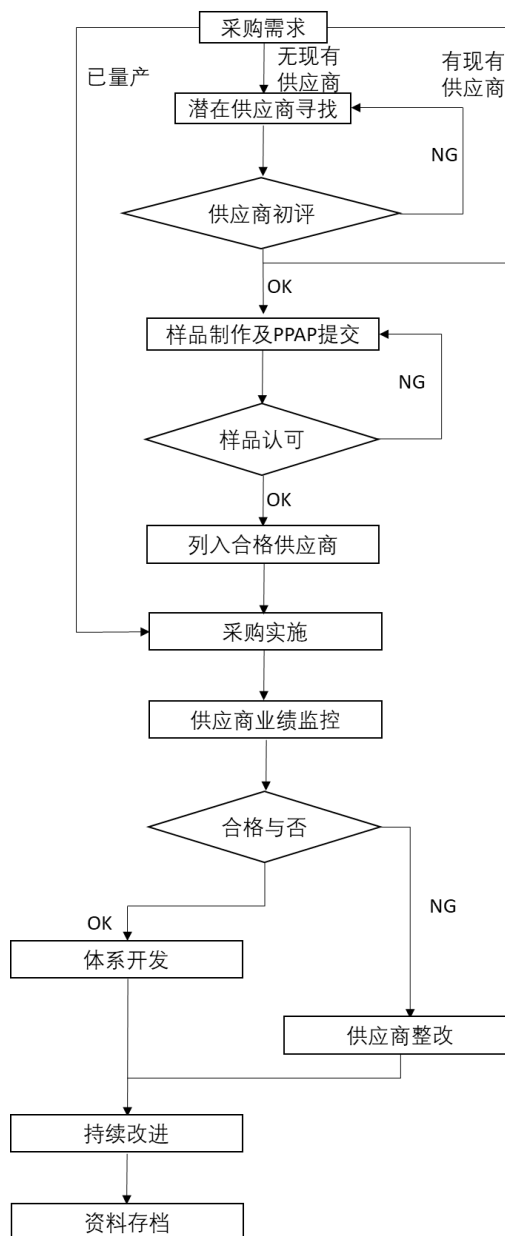 采购需求
无现有
供应商
有现有
供应商
已量产
潜在供应商寻找
NG
供应商初评
OK
样品制作及PPAP提交
NG
样品认可
OK
列入合格供应商
采购实施
供应商业绩监控
合格与否
NG
OK
体系开发
供应商整改
持续改进
资料存档